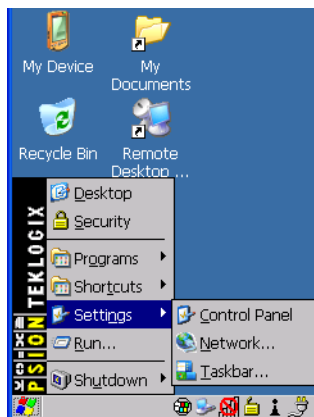 My Device
My Documents
Recycle Bin
Remote Desktop ...
PSION TEKLOGIX
Desktop
Security
Programs
Shortcuts
Settings
Run...
Shutdown
Control Panel
Network...
Taskbar...